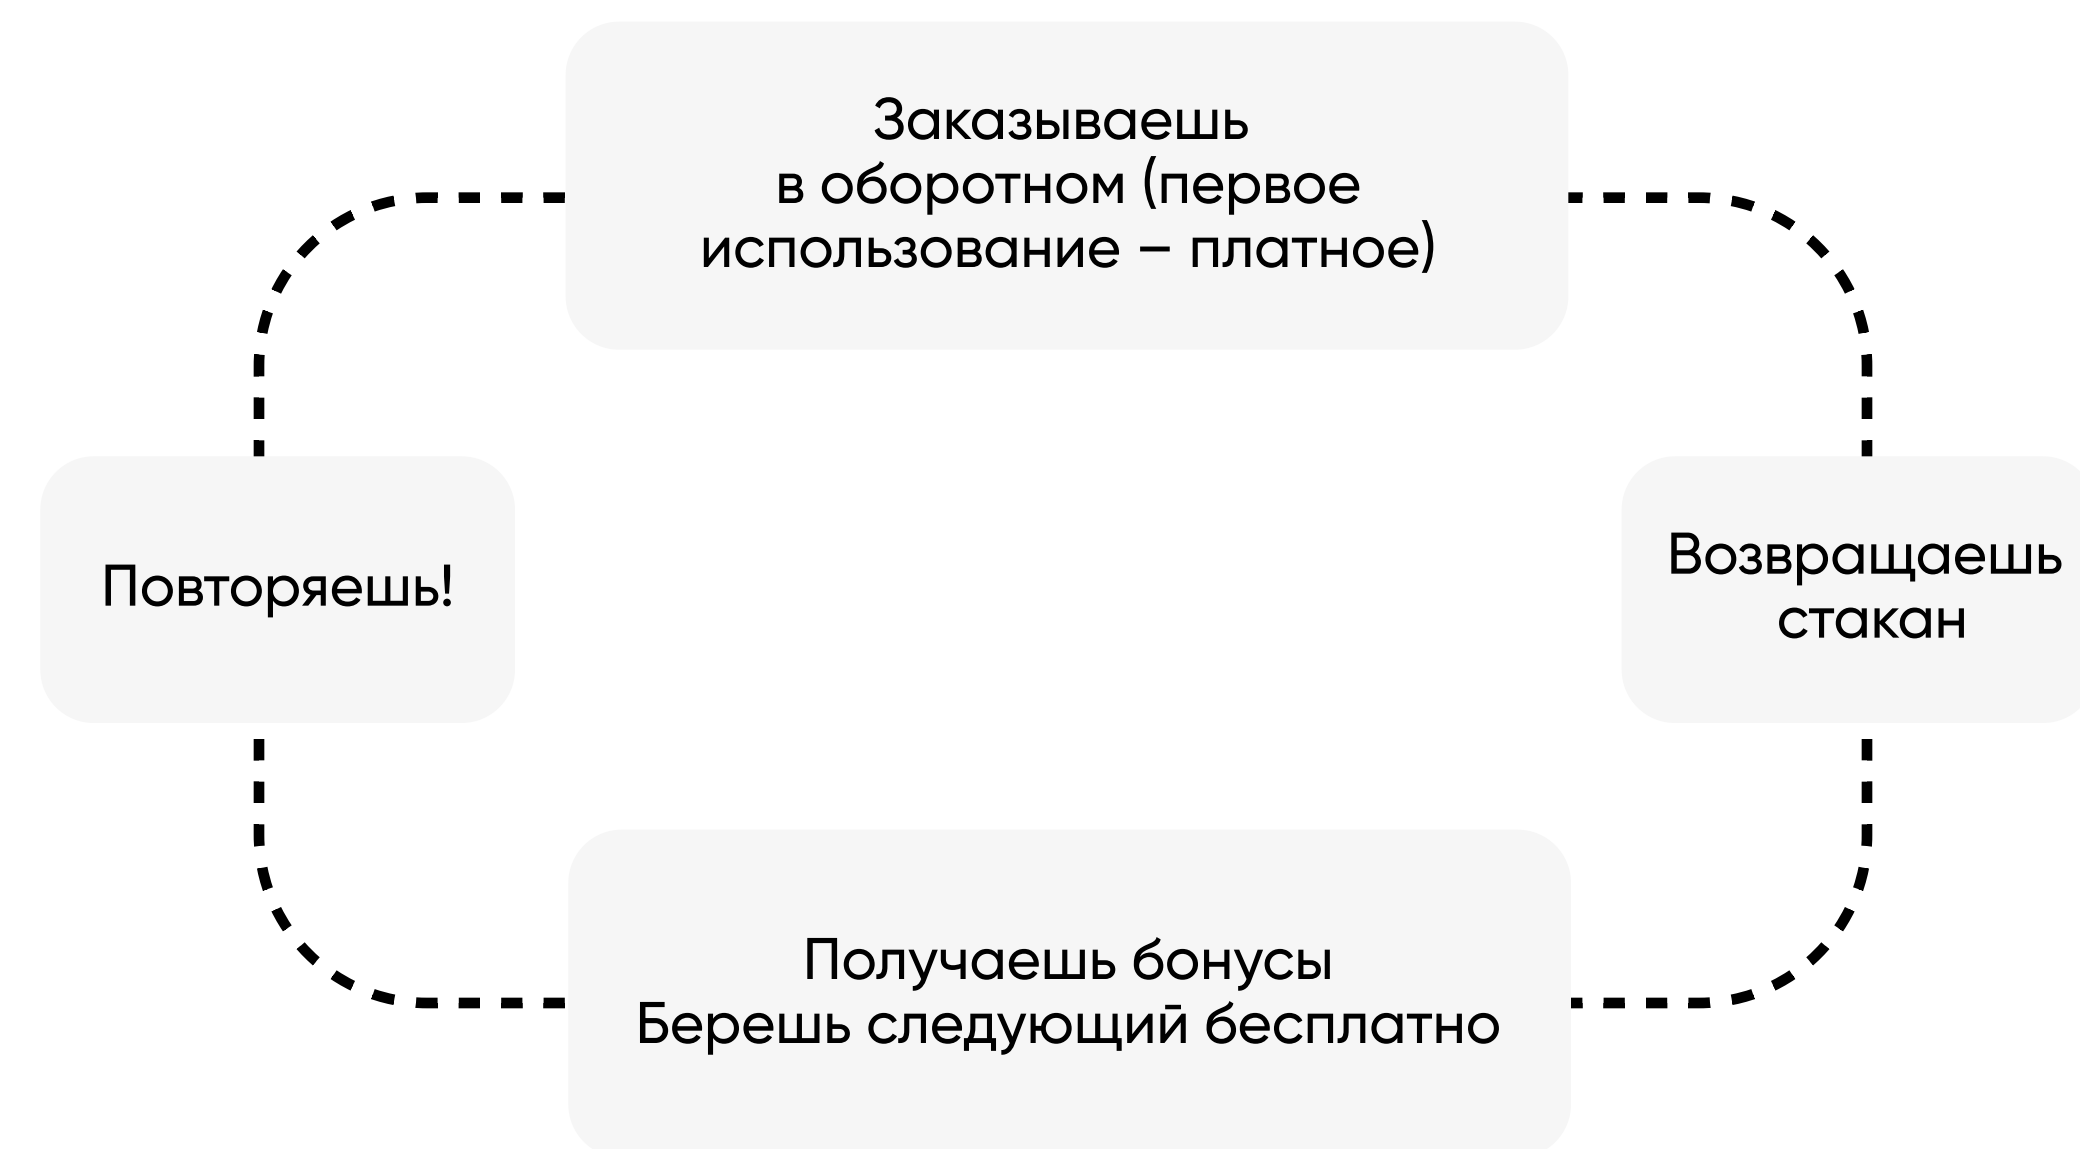 Заказываешь
в оборотном (первое
использование – платное)
Повторяешь!
Возвращаешь
стакан
Получаешь бонусы
Берешь следующий бесплатно